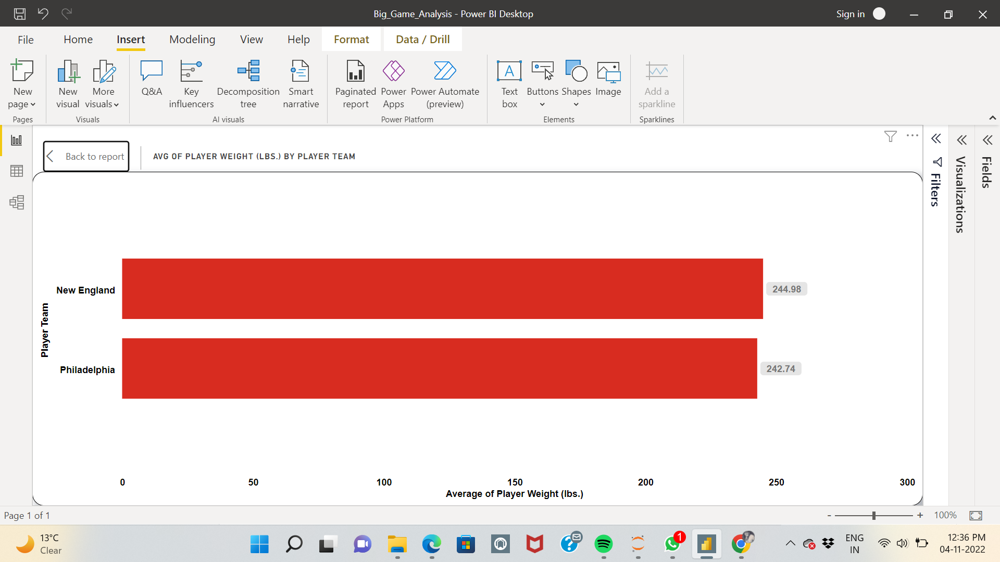 Big_Game_Analysis - Power BI Desktop
Sign in
File
Home
Insert
Modeling
View
Help
Format
Data / Drill
New
page
New
visual
More
visuals
Q&A
Key
influencers
Decomposition
tree
Smart
narrative
Paginated
report
Power
Apps
Power Automate
(preview)
Text
box
Buttons
Shapes
Image
Add a
sparkline
Pages
Visuals
AI visuals
Power Platform
Elements
Sparklines
Back to report
AVG OF PLAYER WEIGHT (LBS.) BY PLAYER TEAM
Filters
Visualizations
Fields
Player Team
New England
244.98
Philadelphia
242.74
0
50
100
150
200
250
300
Average of Player Weight (lbs.)
Page 1 of 1
-
+
100%
13°C
Clear
1
ENG
IN
12:36 PM
04-11-2022